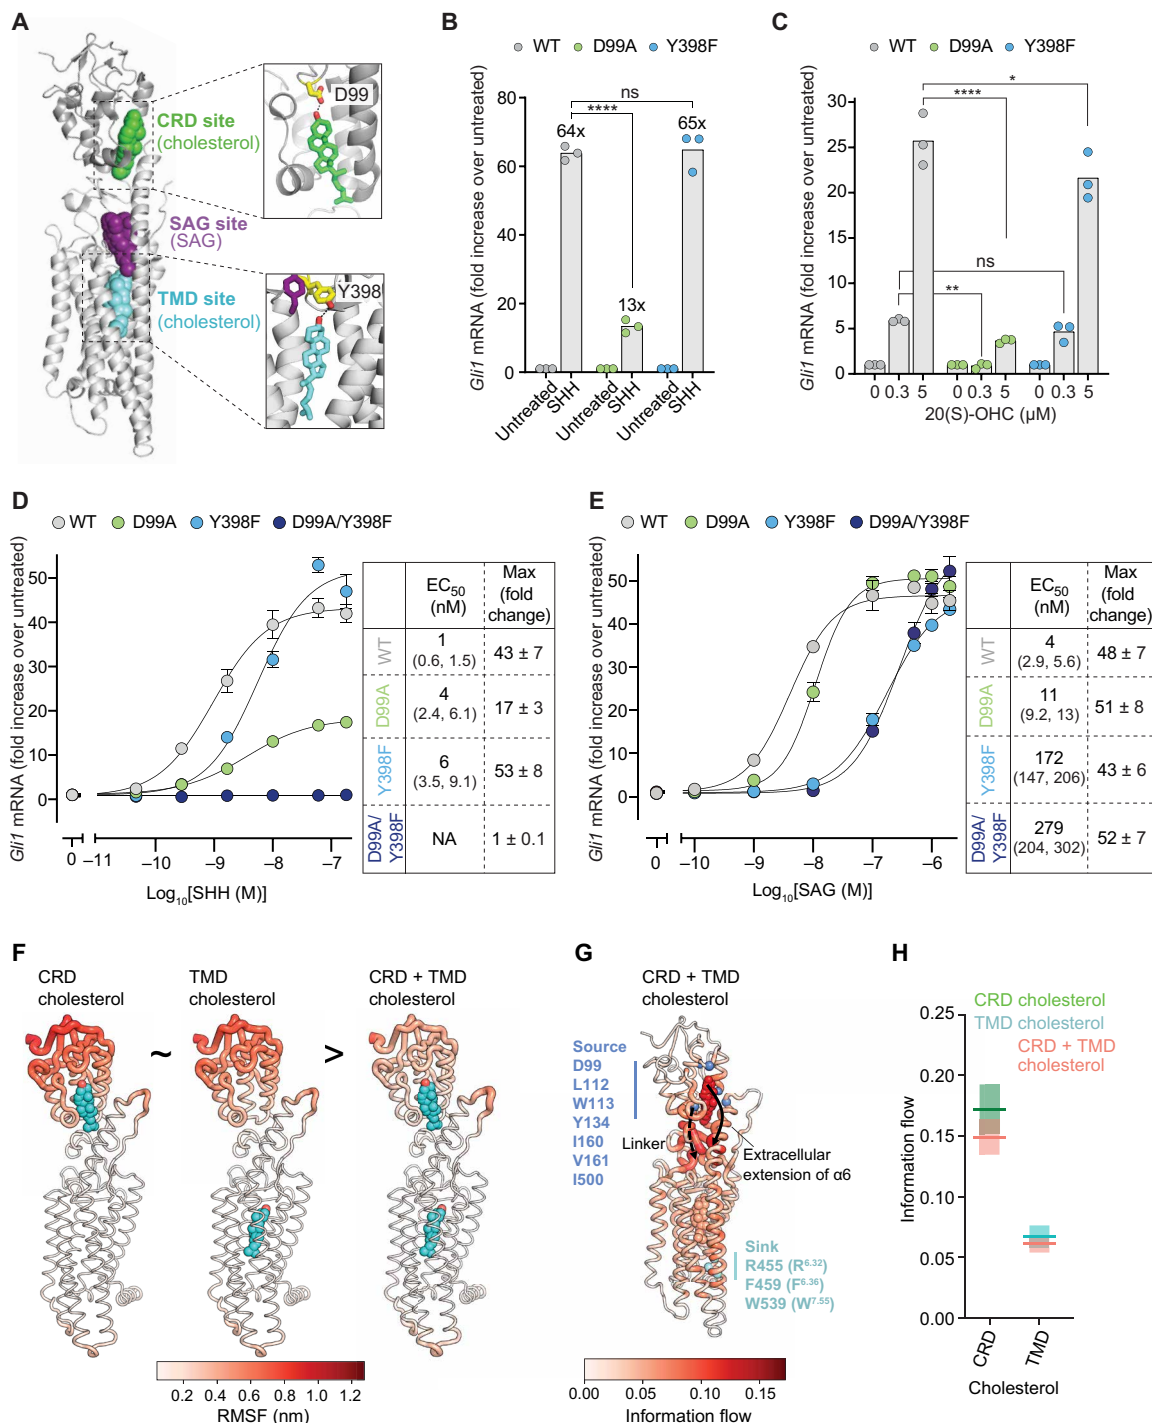 A
CRD site
(cholesterol)
SAG site
(SAG)
TMD site
(cholesterol)
D99
Y398
B
WT D99A Y398F
Gli1 mRNA (fold increase over untreated)
80
60
40
20
0
ns
****
64x
13x
65x
Untreated
SHH
Untreated
SHH
Untreated
SHH
C
WT D99A Y398F
Gli1 mRNA (fold increase over untreated)
30
25
20
15
10
5
0
*
****
ns
**
0 0.3 5 0 0.3 5 0 0.3 5
20(S)-OHC (µM)
D
WT D99A Y398F D99A/Y398F
Gli1 mRNA (fold increase over untreated)
50
40
30
20
10
0
0 –11 –10 –9 –8 –7
Log10[SHH (M)]
EC50 (nM) Max (fold change)
WT 1 (0.6, 1.5) 43 ± 7
D99A 4 (2.4, 6.1) 17 ± 3
Y398F 6 (3.5, 9.1) 53 ± 8
D99A/Y398F NA 1 ± 0.1
E
WT D99A Y398F D99A/Y398F
Gli1 mRNA (fold increase over untreated)
50
40
30
20
10
0
0 –10 –9 –8 –7 –6
Log10[SAG (M)]
EC50 (nM) Max (fold change)
WT 4 (2.9, 5.6) 48 ± 7
D99A 11 (9.2, 13) 51 ± 8
Y398F 172 (147, 206) 43 ± 6
D99A/Y398F 279 (204, 302) 52 ± 7
F
CRD cholesterol
~
TMD cholesterol
>
CRD + TMD cholesterol
0.2 0.4 0.6 0.8 1.0 1.2
RMSF (nm)
G
CRD + TMD
cholesterol
Source
D99
L112
W113
Y134
I160
V161
I500
Linker
Extracellular
extension of α6
Sink
R455 (R6.32)
F459 (F6.36)
W539 (W7.55)
0.00 0.05 0.10 0.15
Information flow
H
CRD cholesterol
TMD cholesterol
CRD + TMD
cholesterol
Information flow
0.25
0.20
0.15
0.10
0.05
0.00
CRD
TMD
Cholesterol